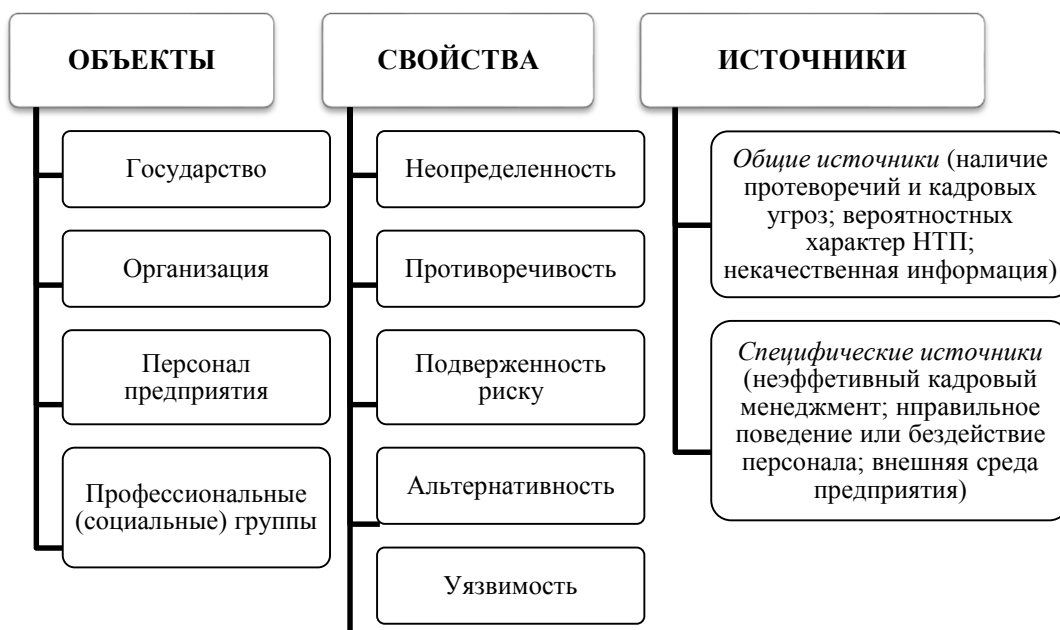 ОБЪЕКТЫ
Государство
Организация
Персонал
предприятия
Профессиональные
(социальные) группы
СВОЙСТВА
Неопределенность
Противоречивость
Подверженность
риску
Альтернативность
Уязвимость
ИСТОЧНИКИ
Общие источники (наличие
протеворечий и кадровых
угроз; вероятностных
характер НТП;
некачественная информация)
Специфические источники
(неэффетивный кадровый
менеджмент; нправильное
поведение или бездействие
персонала; внешняя среда
предприятия)